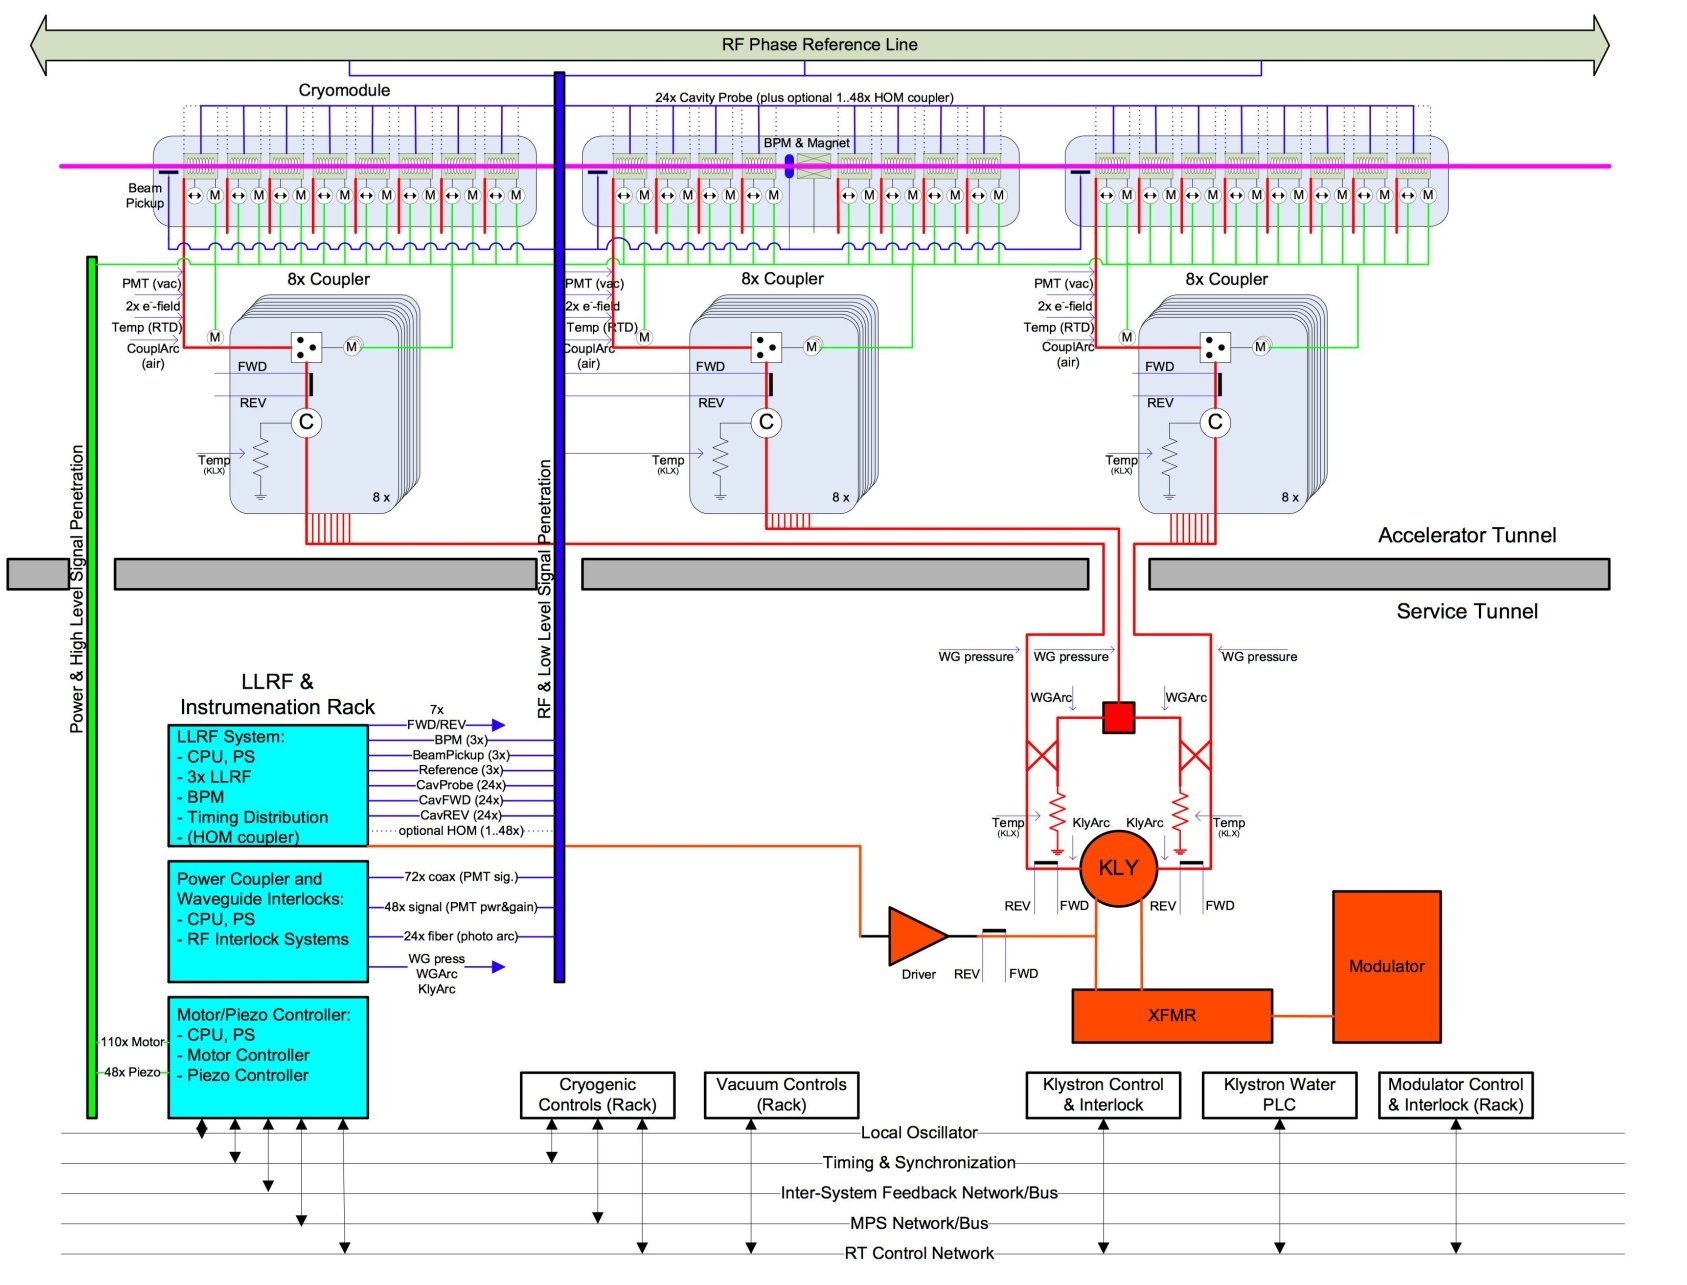 RF Phase Reference Line
Cryomodule
24x Cavity Probe (plus optional 1..48x HOM coupler)
BPM & Magnet
Beam
Pickup
M M M M M M M M
M M M M M M M M
M M M M M M M M
8x Coupler
8x Coupler
8x Coupler
PMT (vac)
2x e⁻-field
Temp (RTD)
CouplArc
(air)
M
M
FWD
REV
C
Temp
(KLX)
8 x
PMT (vac)
2x e⁻-field
Temp (RTD)
CouplArc
(air)
M
M
FWD
REV
C
Temp
(KLX)
8 x
PMT (vac)
2x e⁻-field
Temp (RTD)
CouplArc
(air)
M
M
FWD
REV
C
Temp
(KLX)
8 x
Power & High Level Signal Penetration
RF & Low Level Signal Penetration
Accelerator Tunnel
Service Tunnel
LLRF &
Instrumenation Rack
LLRF System:
- CPU, PS
- 3x LLRF
- BPM
- Timing Distribution
- (HOM coupler)
7x
FWD/REV
BPM (3x)
BeamPickup (3x)
Reference (3x)
CavProbe (24x)
CavFWD (24x)
CavREV (24x)
optional HOM (1..48x)
Power Coupler and
Waveguide Interlocks:
- CPU, PS
- RF Interlock Systems
72x coax (PMT sig.)
48x signal (PMT pwr&gain)
24x fiber (photo arc)
WG press
WGArc
KlyArc
Motor/Piezo Controller:
- CPU, PS
- Motor Controller
- Piezo Controller
110x Motor
48x Piezo
WG pressure
WG pressure
WG pressure
WGArc
WGArc
Temp
(KLX)
KlyArc
KlyArc
Temp
(KLX)
KLY
REV
FWD
REV
FWD
Driver
REV
FWD
XFMR
Modulator
Cryogenic
Controls (Rack)
Vacuum Controls
(Rack)
Klystron Control
& Interlock
Klystron Water
PLC
Modulator Control
& Interlock (Rack)
Local Oscillator
Timing & Synchronization
Inter-System Feedback Network/Bus
MPS Network/Bus
RT Control Network